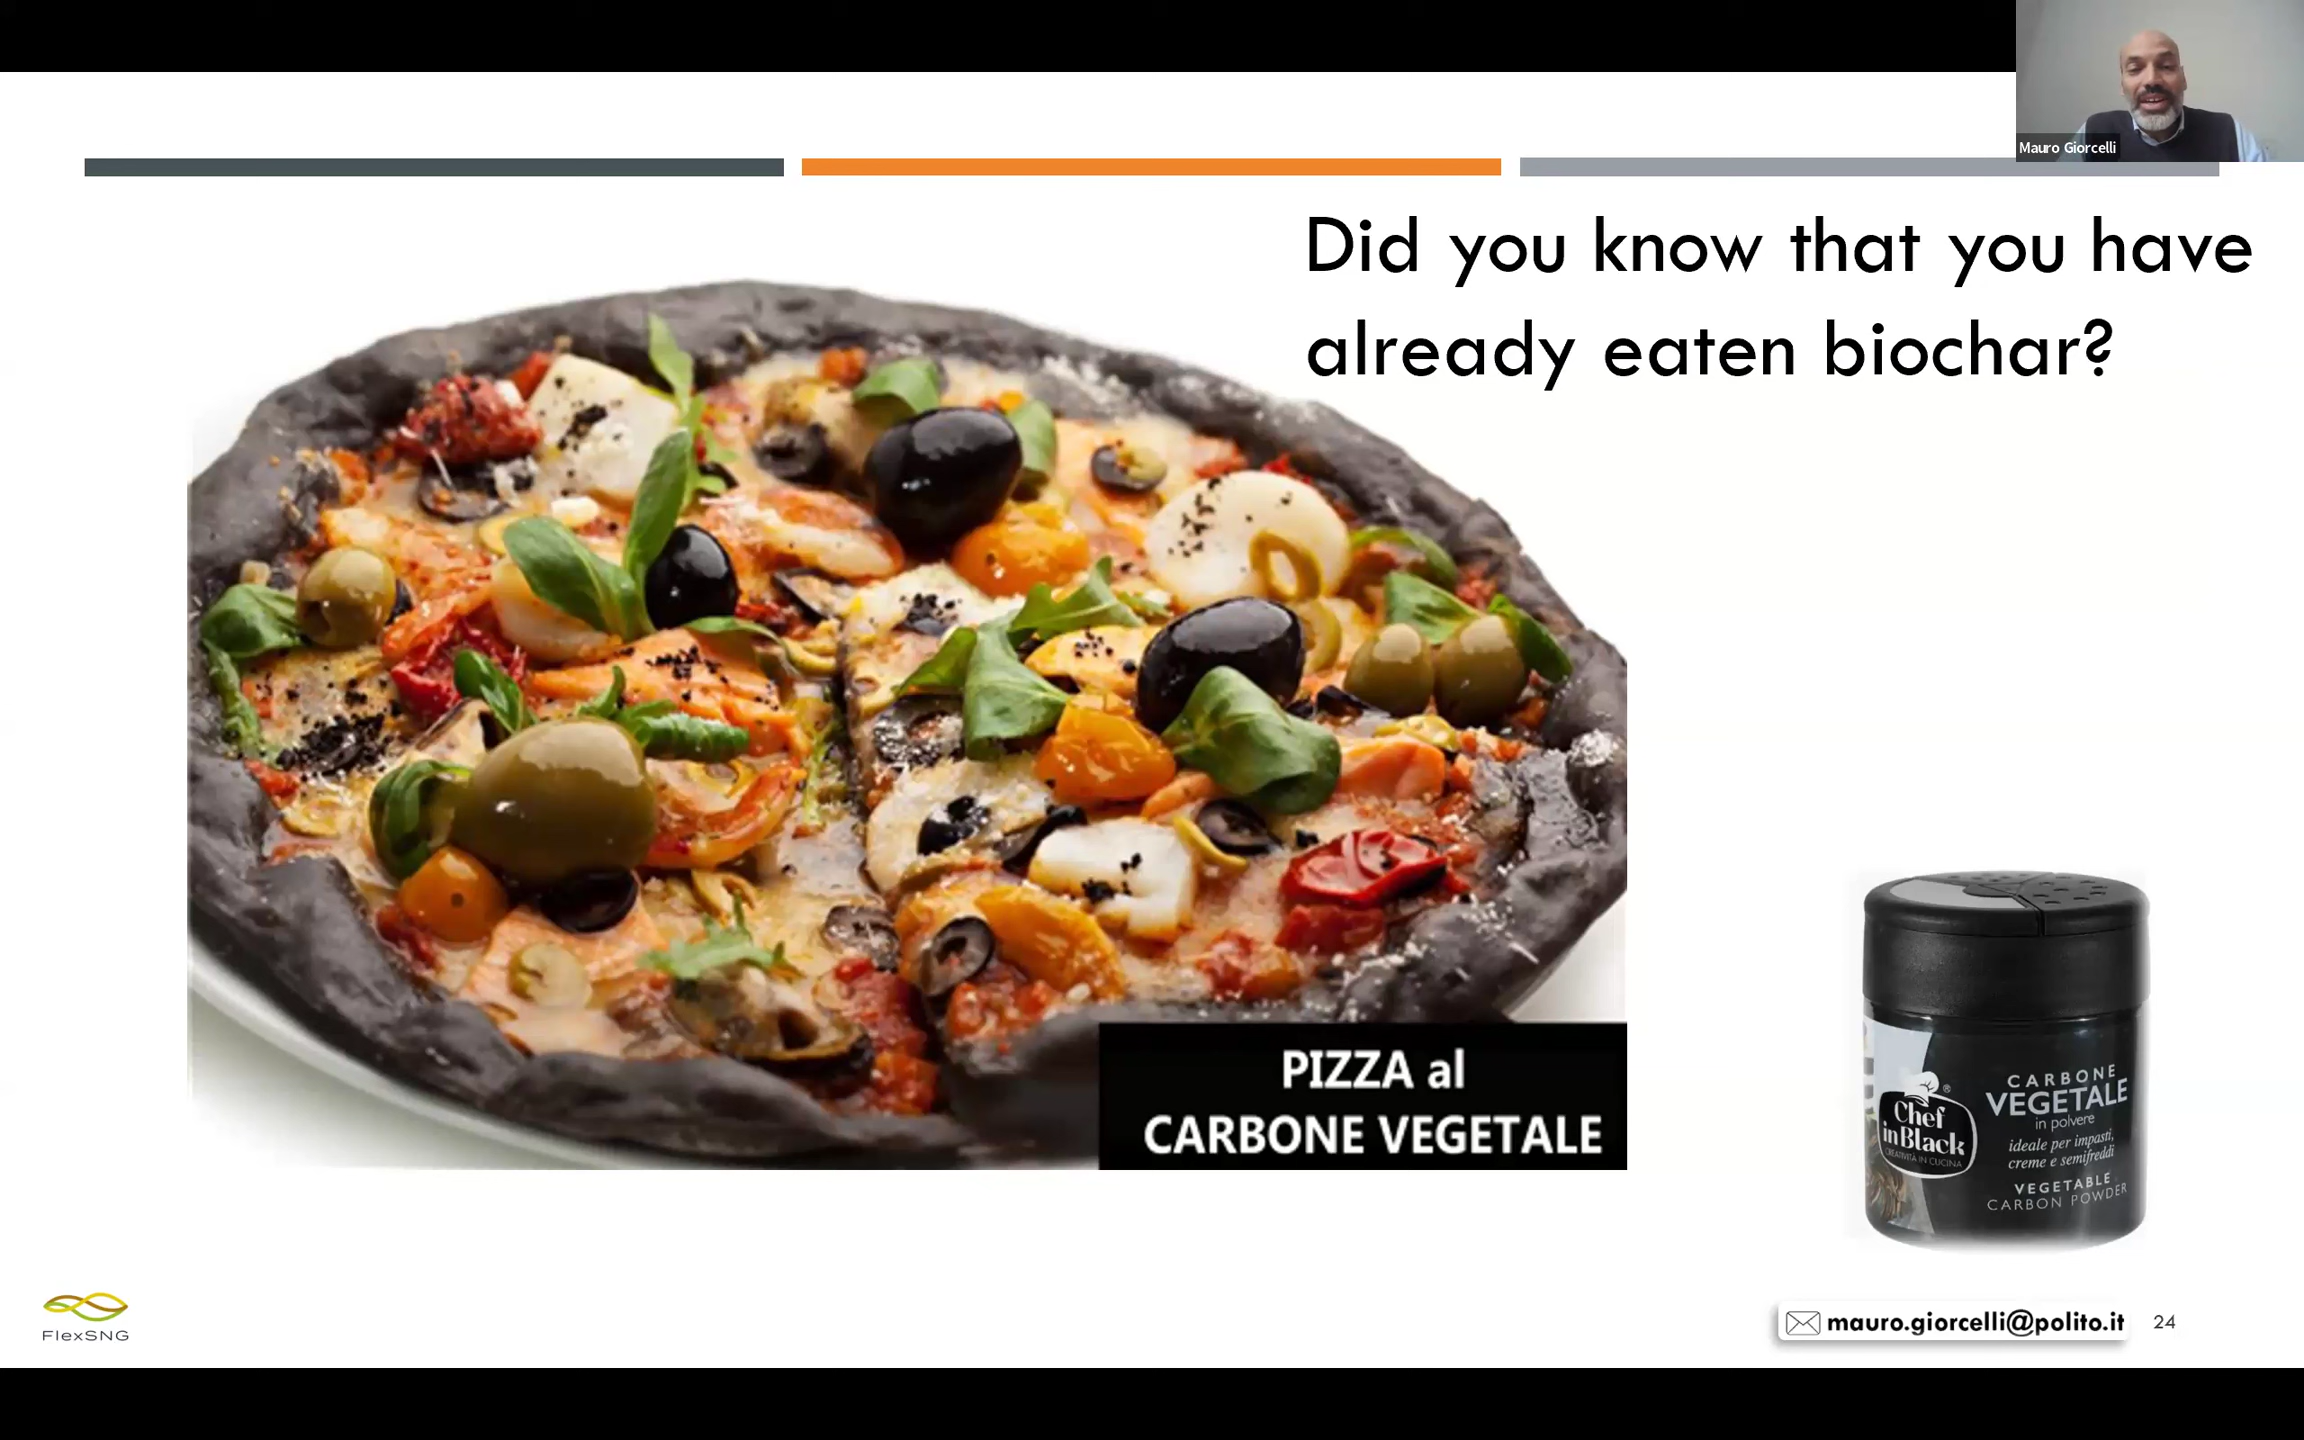 Mauro Giorcelli
Did you know that you have
already eaten biochar?
PIZZA al
CARBONE VEGETALE
Chef
in Black
®
CREATIVITÀ IN CUCINA
CARBONE
VEGETALE
in polvere
ideale per impasti,
creme e semifreddi
VEGETABLE
CARBON POWDER
FlexSNG
mauro.giorcelli@polito.it
24